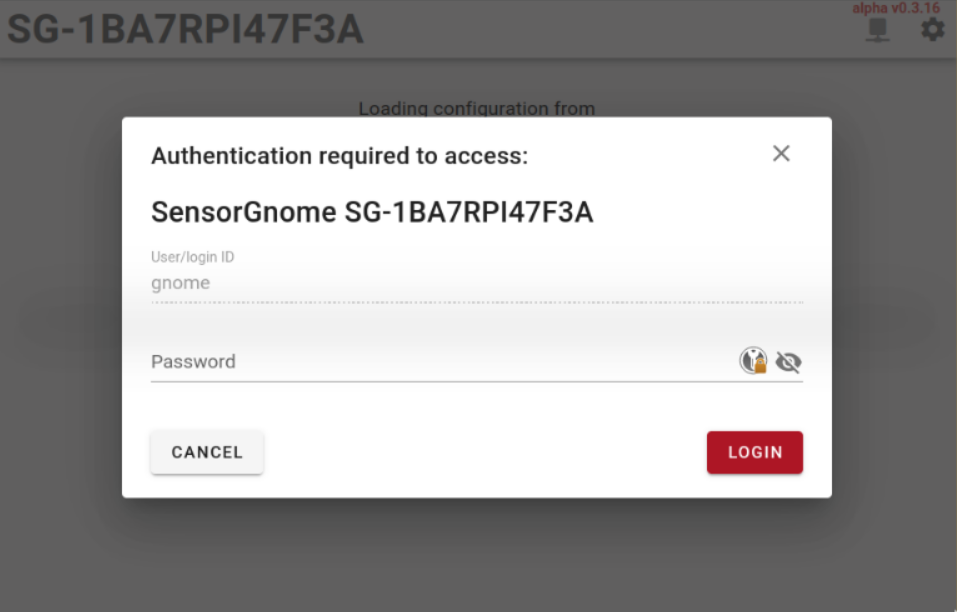 alpha v0.3.16
SG-1BA7RPI47F3A
Loading configuration from
Authentication required to access:
SensorGnome SG-1BA7RPI47F3A
User/login ID
gnome
Password
CANCEL
LOGIN